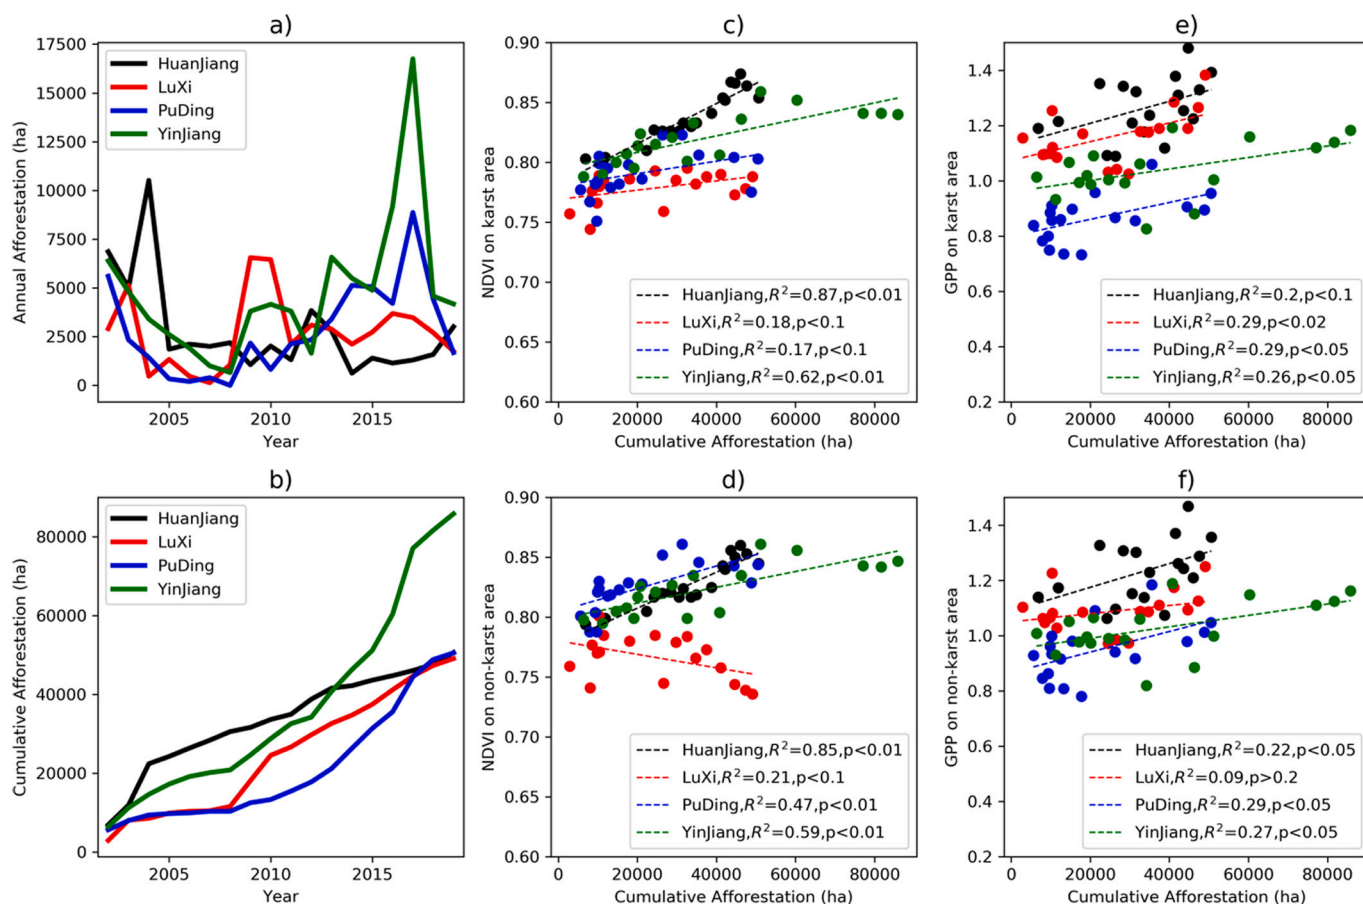 a)
17500
15000
12500
10000
7500
5000
2500
0
Annual Afforestation (ha)
HuanJiang
LuXi
PuDing
YinJiang
2005
2010
2015
Year
c)
0.90
0.85
0.80
0.75
0.70
0.65
0.60
NDVI on karst area
HuanJiang,R²=0.87,p<0.01
LuXi,R²=0.18,p<0.1
PuDing,R²=0.17,p<0.1
YinJiang,R²=0.62,p<0.01
0
20000
40000
60000
80000
Cumulative Afforestation (ha)
e)
1.4
1.2
1.0
0.8
0.6
0.4
0.2
GPP on karst area
HuanJiang,R²=0.2,p<0.1
LuXi,R²=0.29,p<0.02
PuDing,R²=0.29,p<0.05
YinJiang,R²=0.26,p<0.05
0
20000
40000
60000
80000
Cumulative Afforestation (ha)
b)
80000
60000
40000
20000
0
Cumulative Afforestation (ha)
HuanJiang
LuXi
PuDing
YinJiang
2005
2010
2015
Year
d)
0.90
0.85
0.80
0.75
0.70
0.65
0.60
NDVI on non-karst area
HuanJiang,R²=0.85,p<0.01
LuXi,R²=0.21,p<0.1
PuDing,R²=0.47,p<0.01
YinJiang,R²=0.59,p<0.01
0
20000
40000
60000
80000
Cumulative Afforestation (ha)
f)
1.4
1.2
1.0
0.8
0.6
0.4
0.2
GPP on non-karst area
HuanJiang,R²=0.22,p<0.05
LuXi,R²=0.09,p>0.2
PuDing,R²=0.29,p<0.05
YinJiang,R²=0.27,p<0.05
0
20000
40000
60000
80000
Cumulative Afforestation (ha)